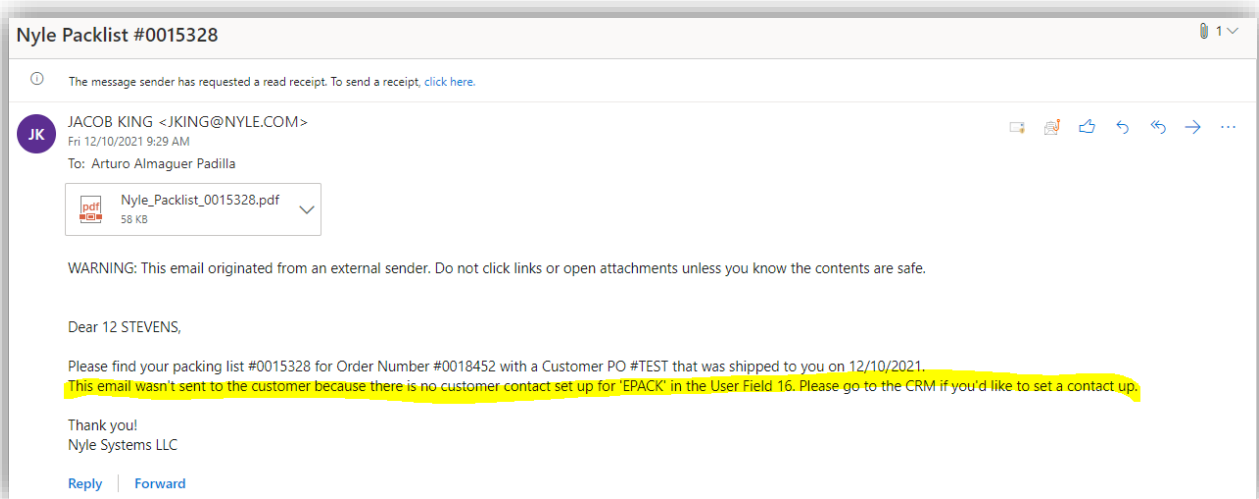 Nyle Packlist #0015328
1
The message sender has requested a read receipt. To send a receipt, click here.
JK
JACOB KING <JKING@NYLE.COM>
Fri 12/10/2021 9:29 AM
To: Arturo Almaguer Padilla
pdf
Nyle_Packlist_0015328.pdf
58 KB
WARNING: This email originated from an external sender. Do not click links or open attachments unless you know the contents are safe.
Dear 12 STEVENS,
Please find your packing list #0015328 for Order Number #0018452 with a Customer PO #TEST that was shipped to you on 12/10/2021.
This email wasn't sent to the customer because there is no customer contact set up for 'EPACK' in the User Field 16. Please go to the CRM if you'd like to set a contact up.
Thank you!
Nyle Systems LLC
Reply
Forward